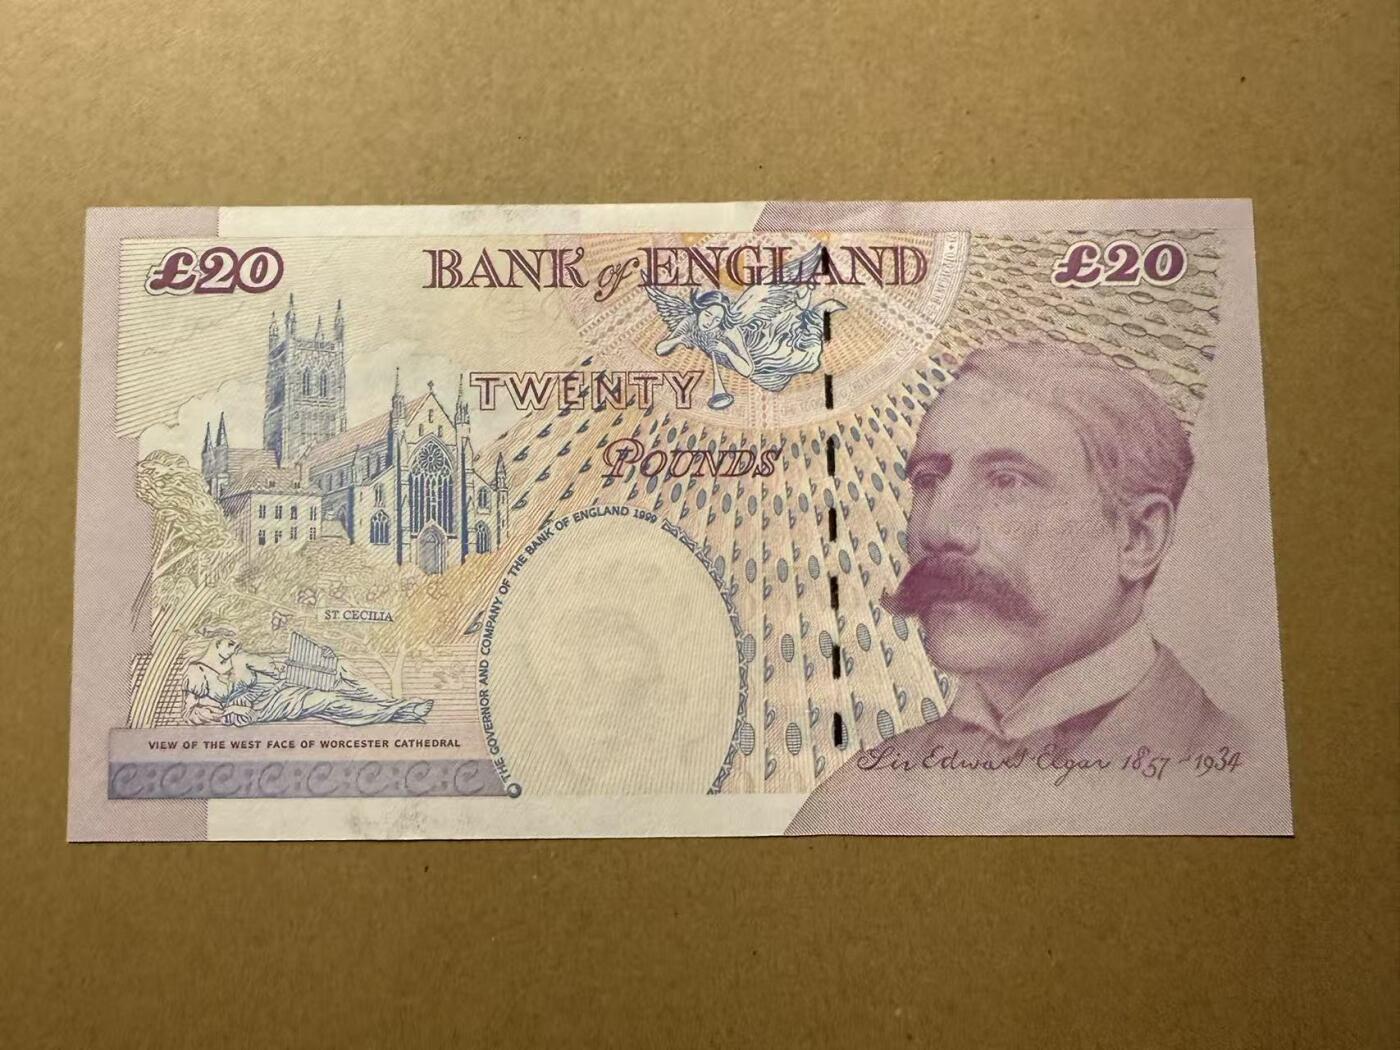 £20
BANK of ENGLAND
£20
TWENTY
POUNDS
THE GOVERNOR AND COMPANY OF THE BANK OF ENGLAND 1999
ST. CECILIA
VIEW OF THE WEST FACE OF WORCESTER CATHEDRAL
Sir Edward Elgar 1857-1934